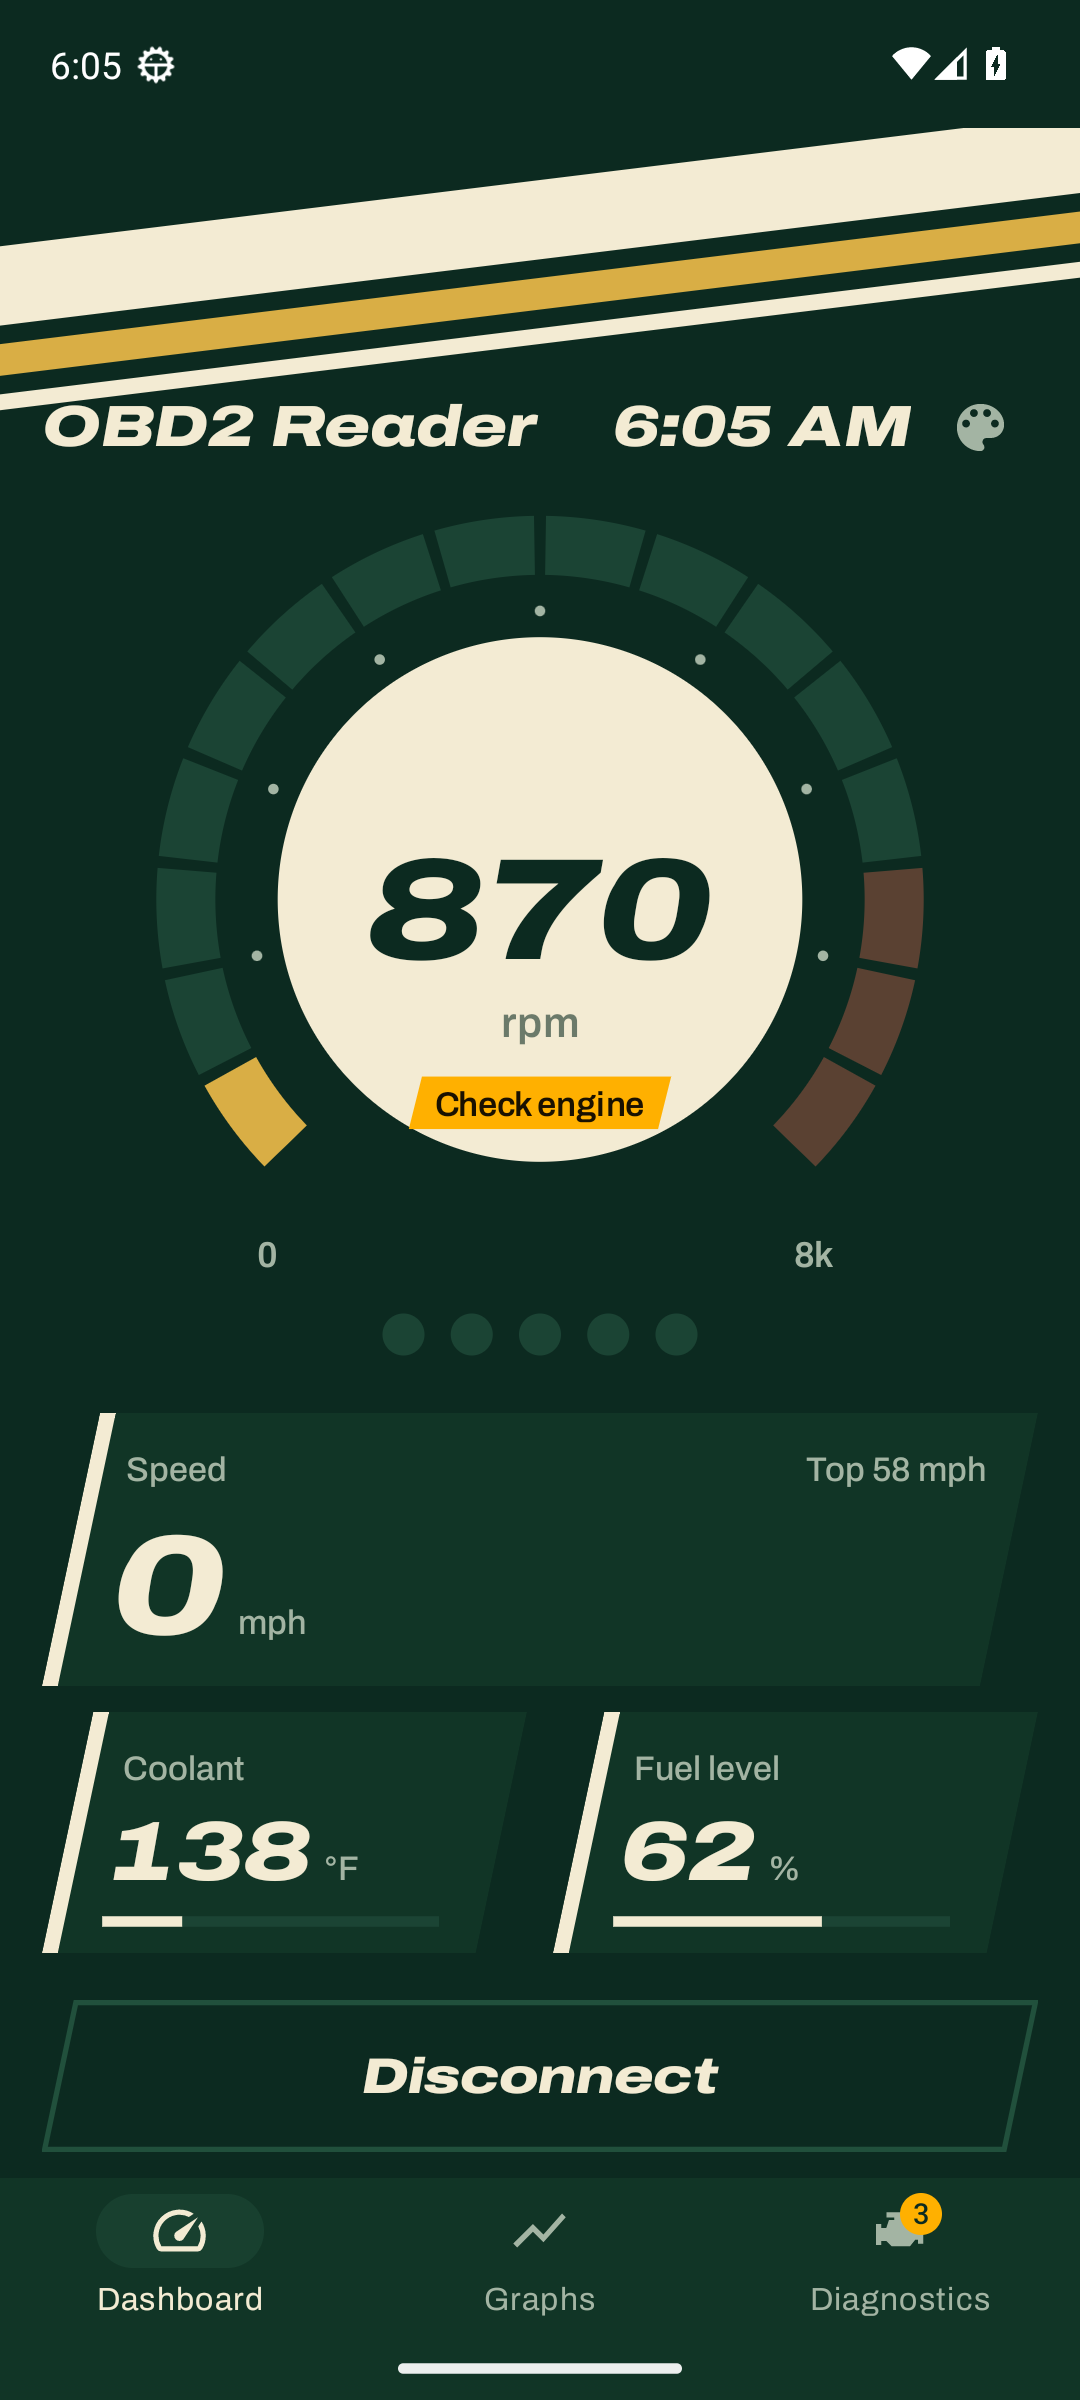 6:05
OBD2 Reader 6:05 AM
870
rpm
Check engine
0 8k
Speed Top 58 mph
0 mph
Coolant Fuel level
138 °F 62 %
Disconnect
3
Dashboard Graphs Diagnostics